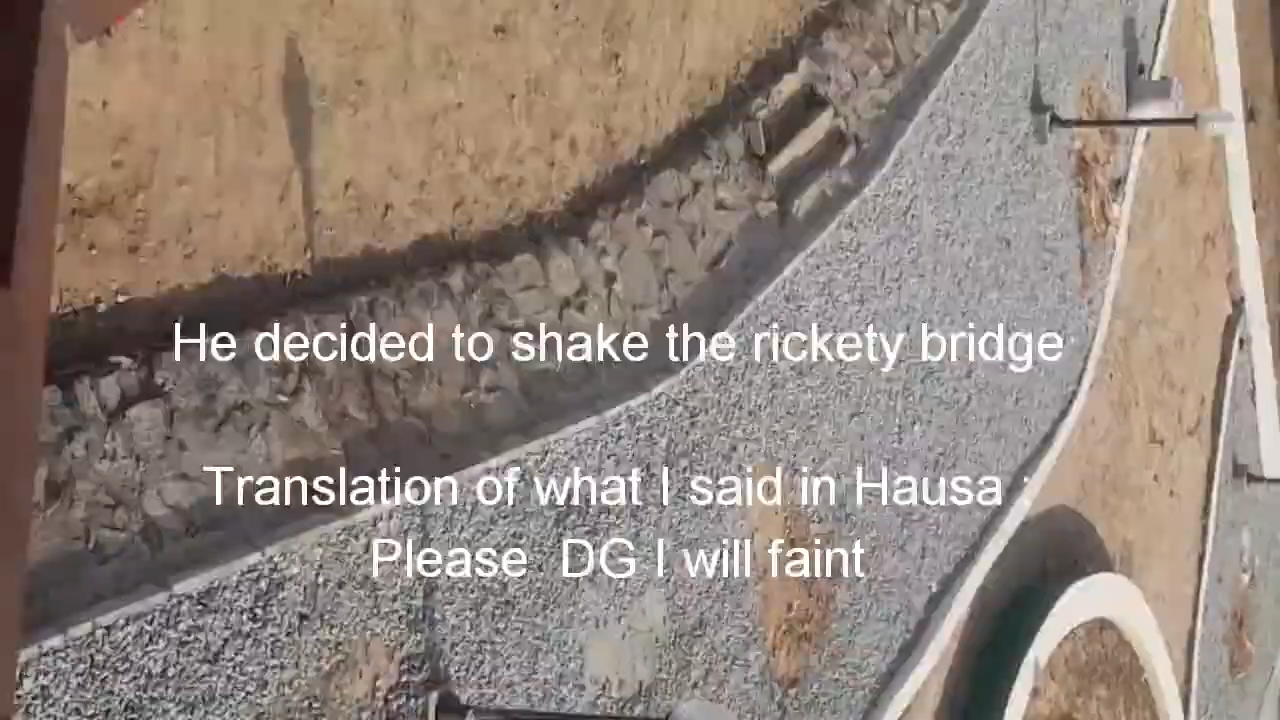 He decided to shake the rickety bridge
Translation of what I said in Hausa :
Please DG I will faint